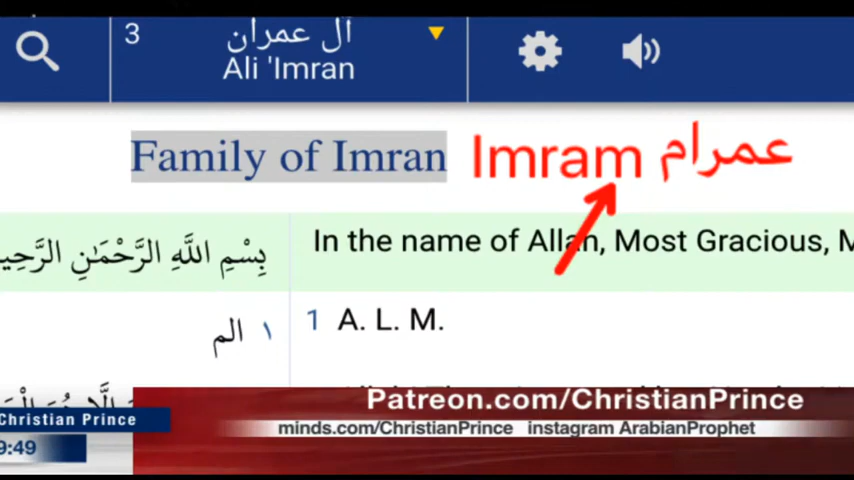 3
آل عمران
Ali 'Imran
Family of Imran Imram عمرام
بِسْمِ اللَّهِ الرَّحْمَٰنِ
In the name of Allah, Most Gracious,
١ الم
1 A. L. M.
Patreon.com/ChristianPrince
Christian Prince
minds.com/ChristianPrince instagram ArabianProphet
9:49